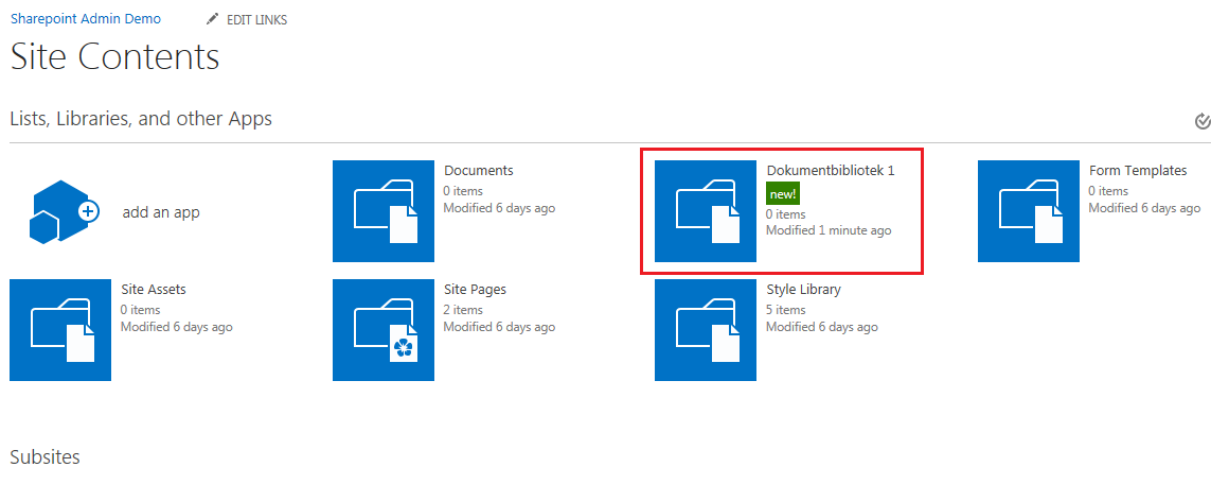 Sharepoint Admin Demo EDIT LINKS
Site Contents
Lists, Libraries, and other Apps
add an app
Documents
0 items
Modified 6 days ago
Dokumentbibliotek 1
new!
0 items
Modified 1 minute ago
Form Templates
0 items
Modified 6 days ago
Site Assets
0 items
Modified 6 days ago
Site Pages
2 items
Modified 6 days ago
Style Library
5 items
Modified 6 days ago
Subsites